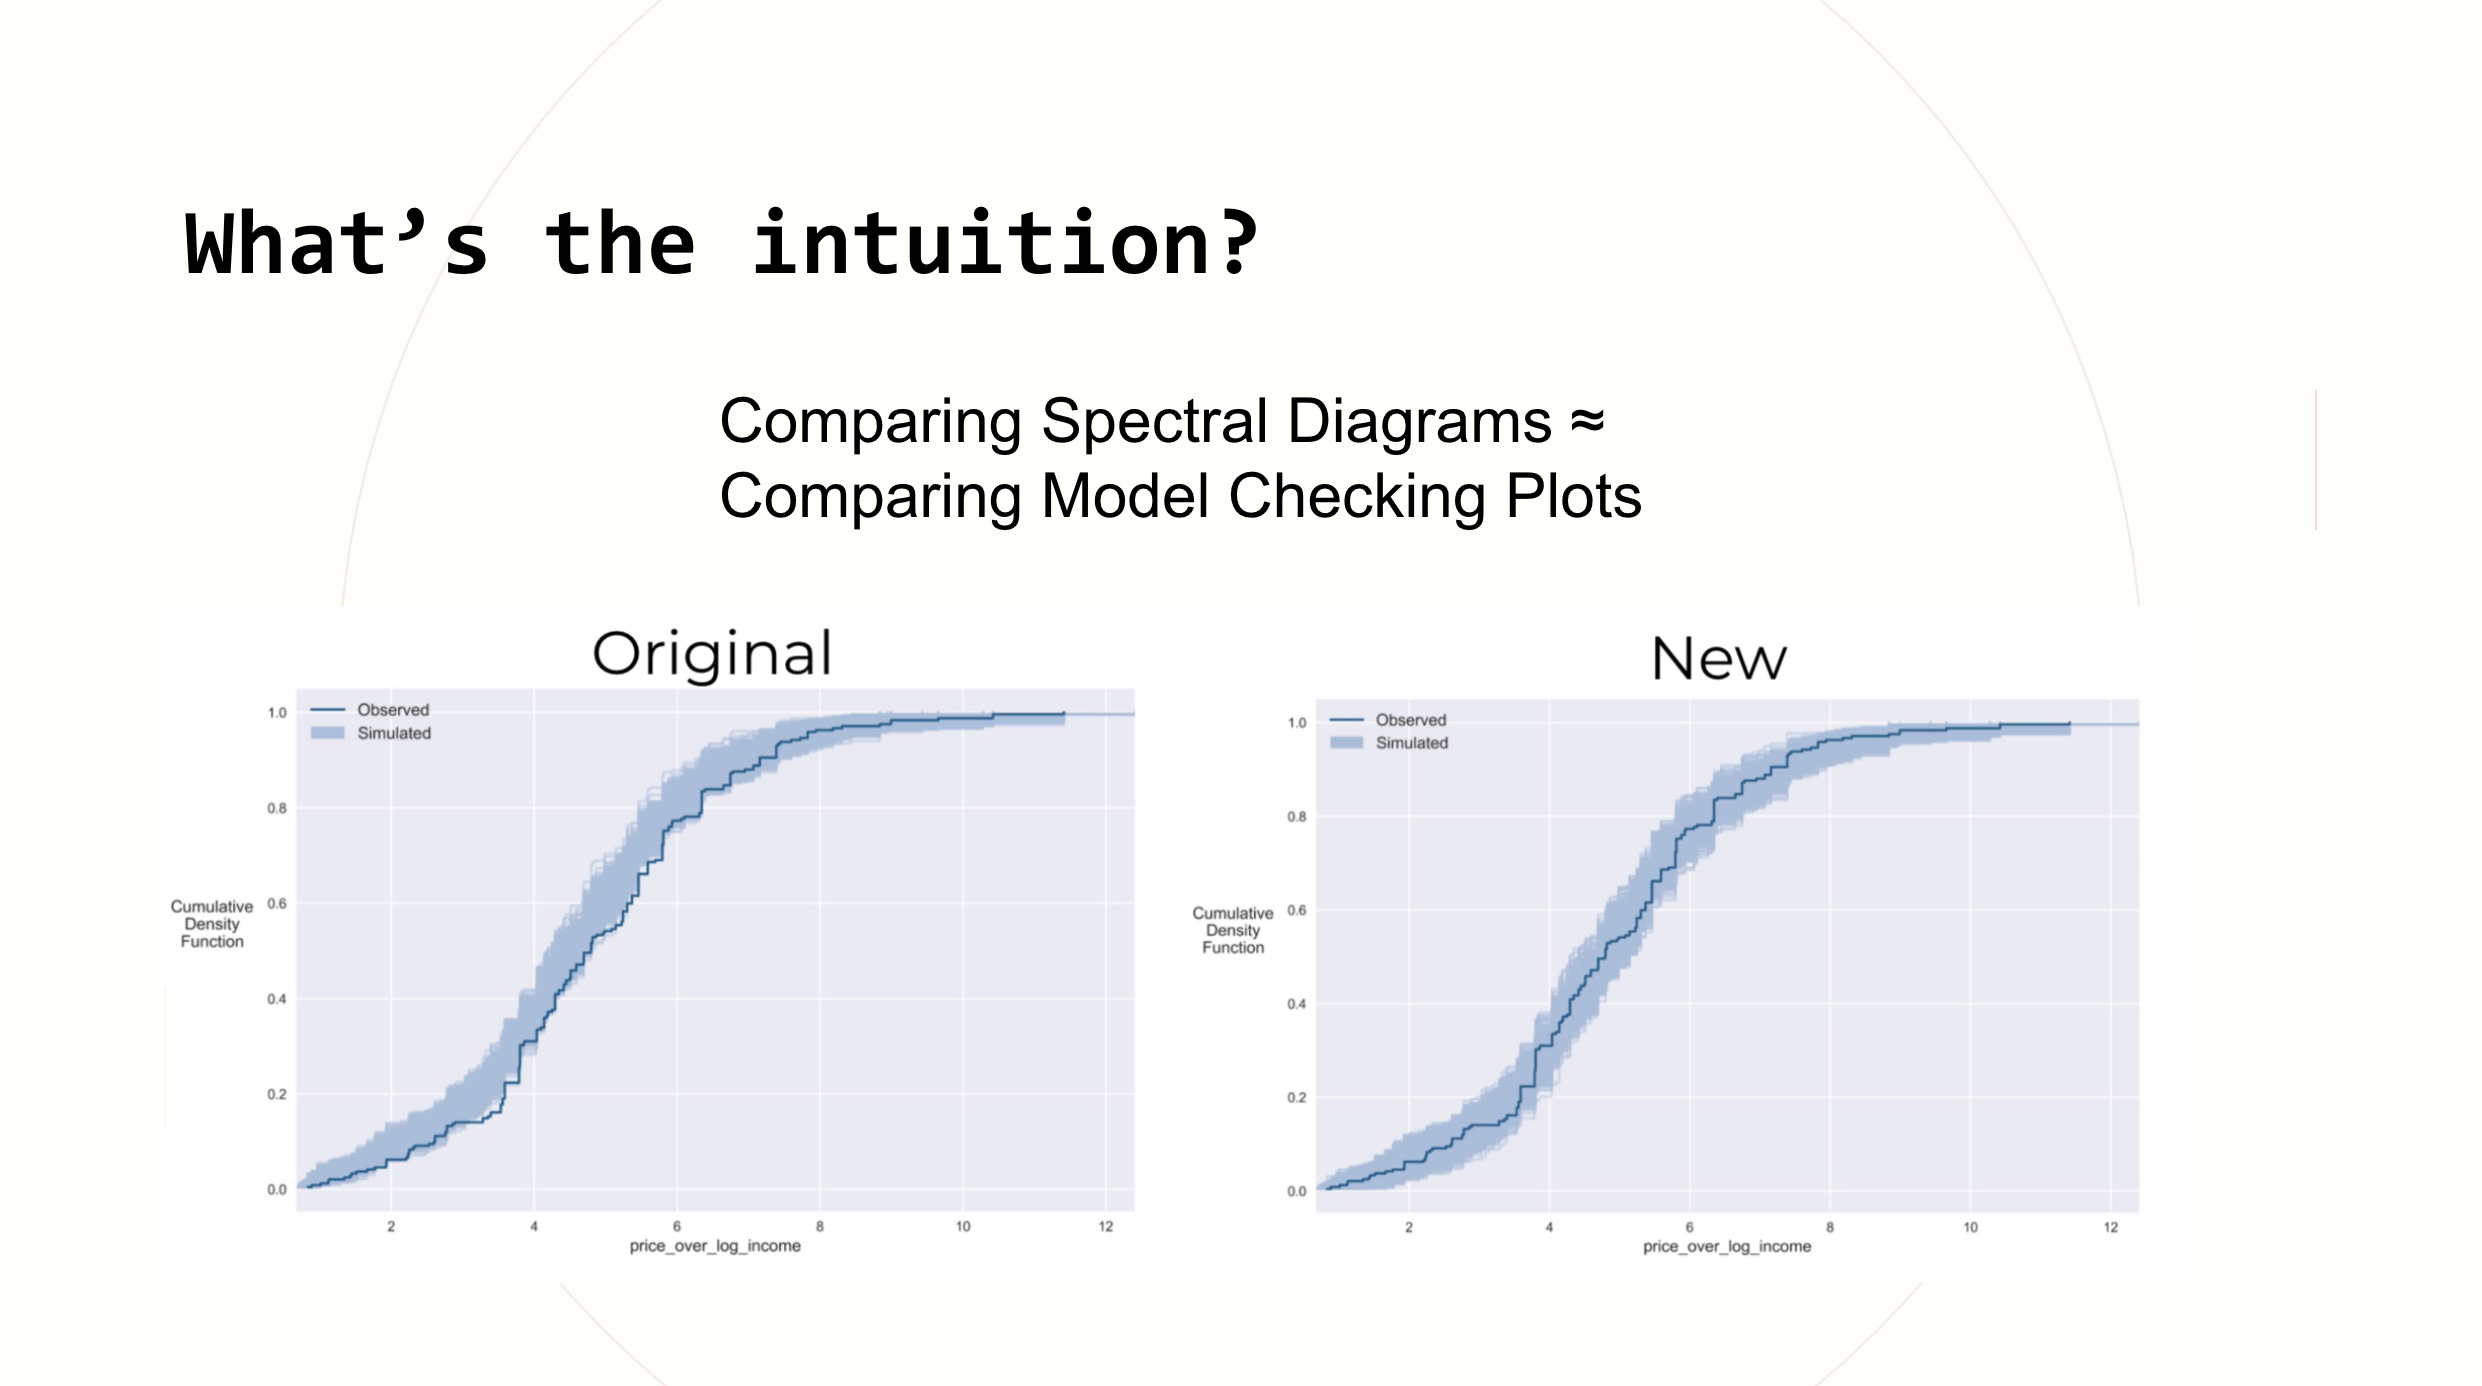 What’s the intuition?
Comparing Spectral Diagrams ≈
Comparing Model Checking Plots
Original
Observed
Simulated
1.0
0.8
0.6
0.4
0.2
0.0
Cumulative
Density
Function
2 4 6 8 10 12
price_over_log_income
New
Observed
Simulated
1.0
0.8
0.6
0.4
0.2
0.0
Cumulative
Density
Function
2 4 6 8 10 12
price_over_log_income